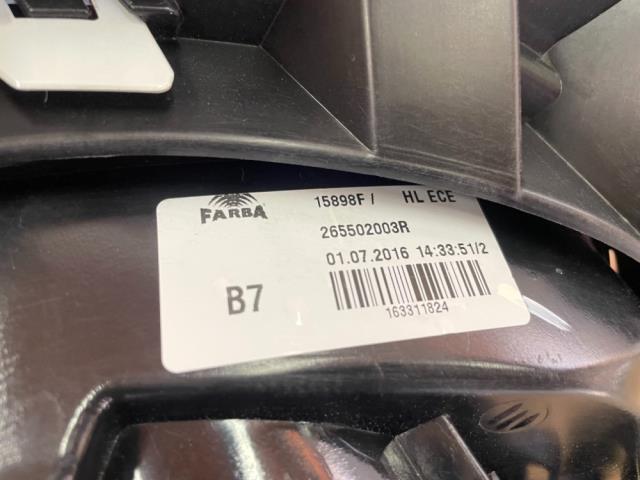 FARBA 15898F / HL ECE
265502003R
01.07.2016 14:33:51/2
B7
163311824